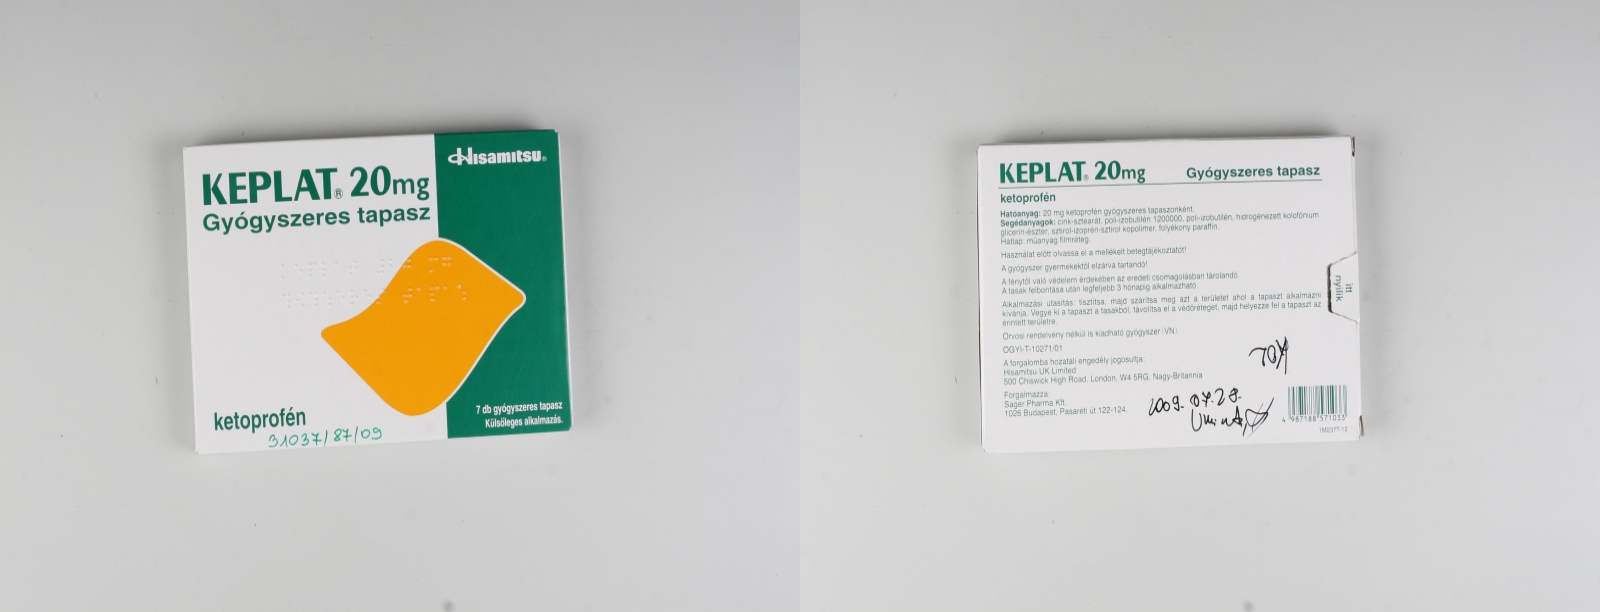 Hisamitsu®
KEPLAT® 20mg
Gyógyszeres tapasz
ketoprofén
7 db gyógyszeres tapasz
Külsőleges alkalmazás.
31037/87/09
KEPLAT® 20mg Gyógyszeres tapasz
ketoprofén
Hatóanyag: 20 mg ketoprofén gyógyszeres tapaszonként.
Segédanyagok: cink-sztearát, poli-izobutilén 1200000, poli-izobutilén, hidrogénezett kolofónium
glicerin-észter, sztirol-izoprén-sztirol kopolimer, folyékony paraffin.
Hátlap: műanyag filmréteg.
Használat előtt olvassa el a mellékelt betegtájékoztatót!
A gyógyszer gyermekektől elzárva tartandó!
A fénytől való védelem érdekében az eredeti csomagolásban tárolandó.
A tasak felbontása után legfeljebb 3 hónapig alkalmazható.
Alkalmazási utasítás: tisztítsa, majd szárítsa meg azt a területet ahol a tapaszt alkalmazni
kívánja. Vegye ki a tapaszt a tasakból, távolítsa el a védőréteget, majd helyezze fel a tapaszt az
érintett területre.
Orvosi rendelvény nélkül is kiadható gyógyszer (VN)
OGYI-T-10271/01
A forgalomba hozatali engedély jogosultja:
Hisamitsu UK Limited
500 Chiswick High Road, London, W4 5RG, Nagy-Britannia
Forgalmazza:
Sager Pharma Kft.
1026 Budapest, Pasaréti út 122-124.
itt
nyílik
2009.07.28.
4 987188 571033
1M237T-12